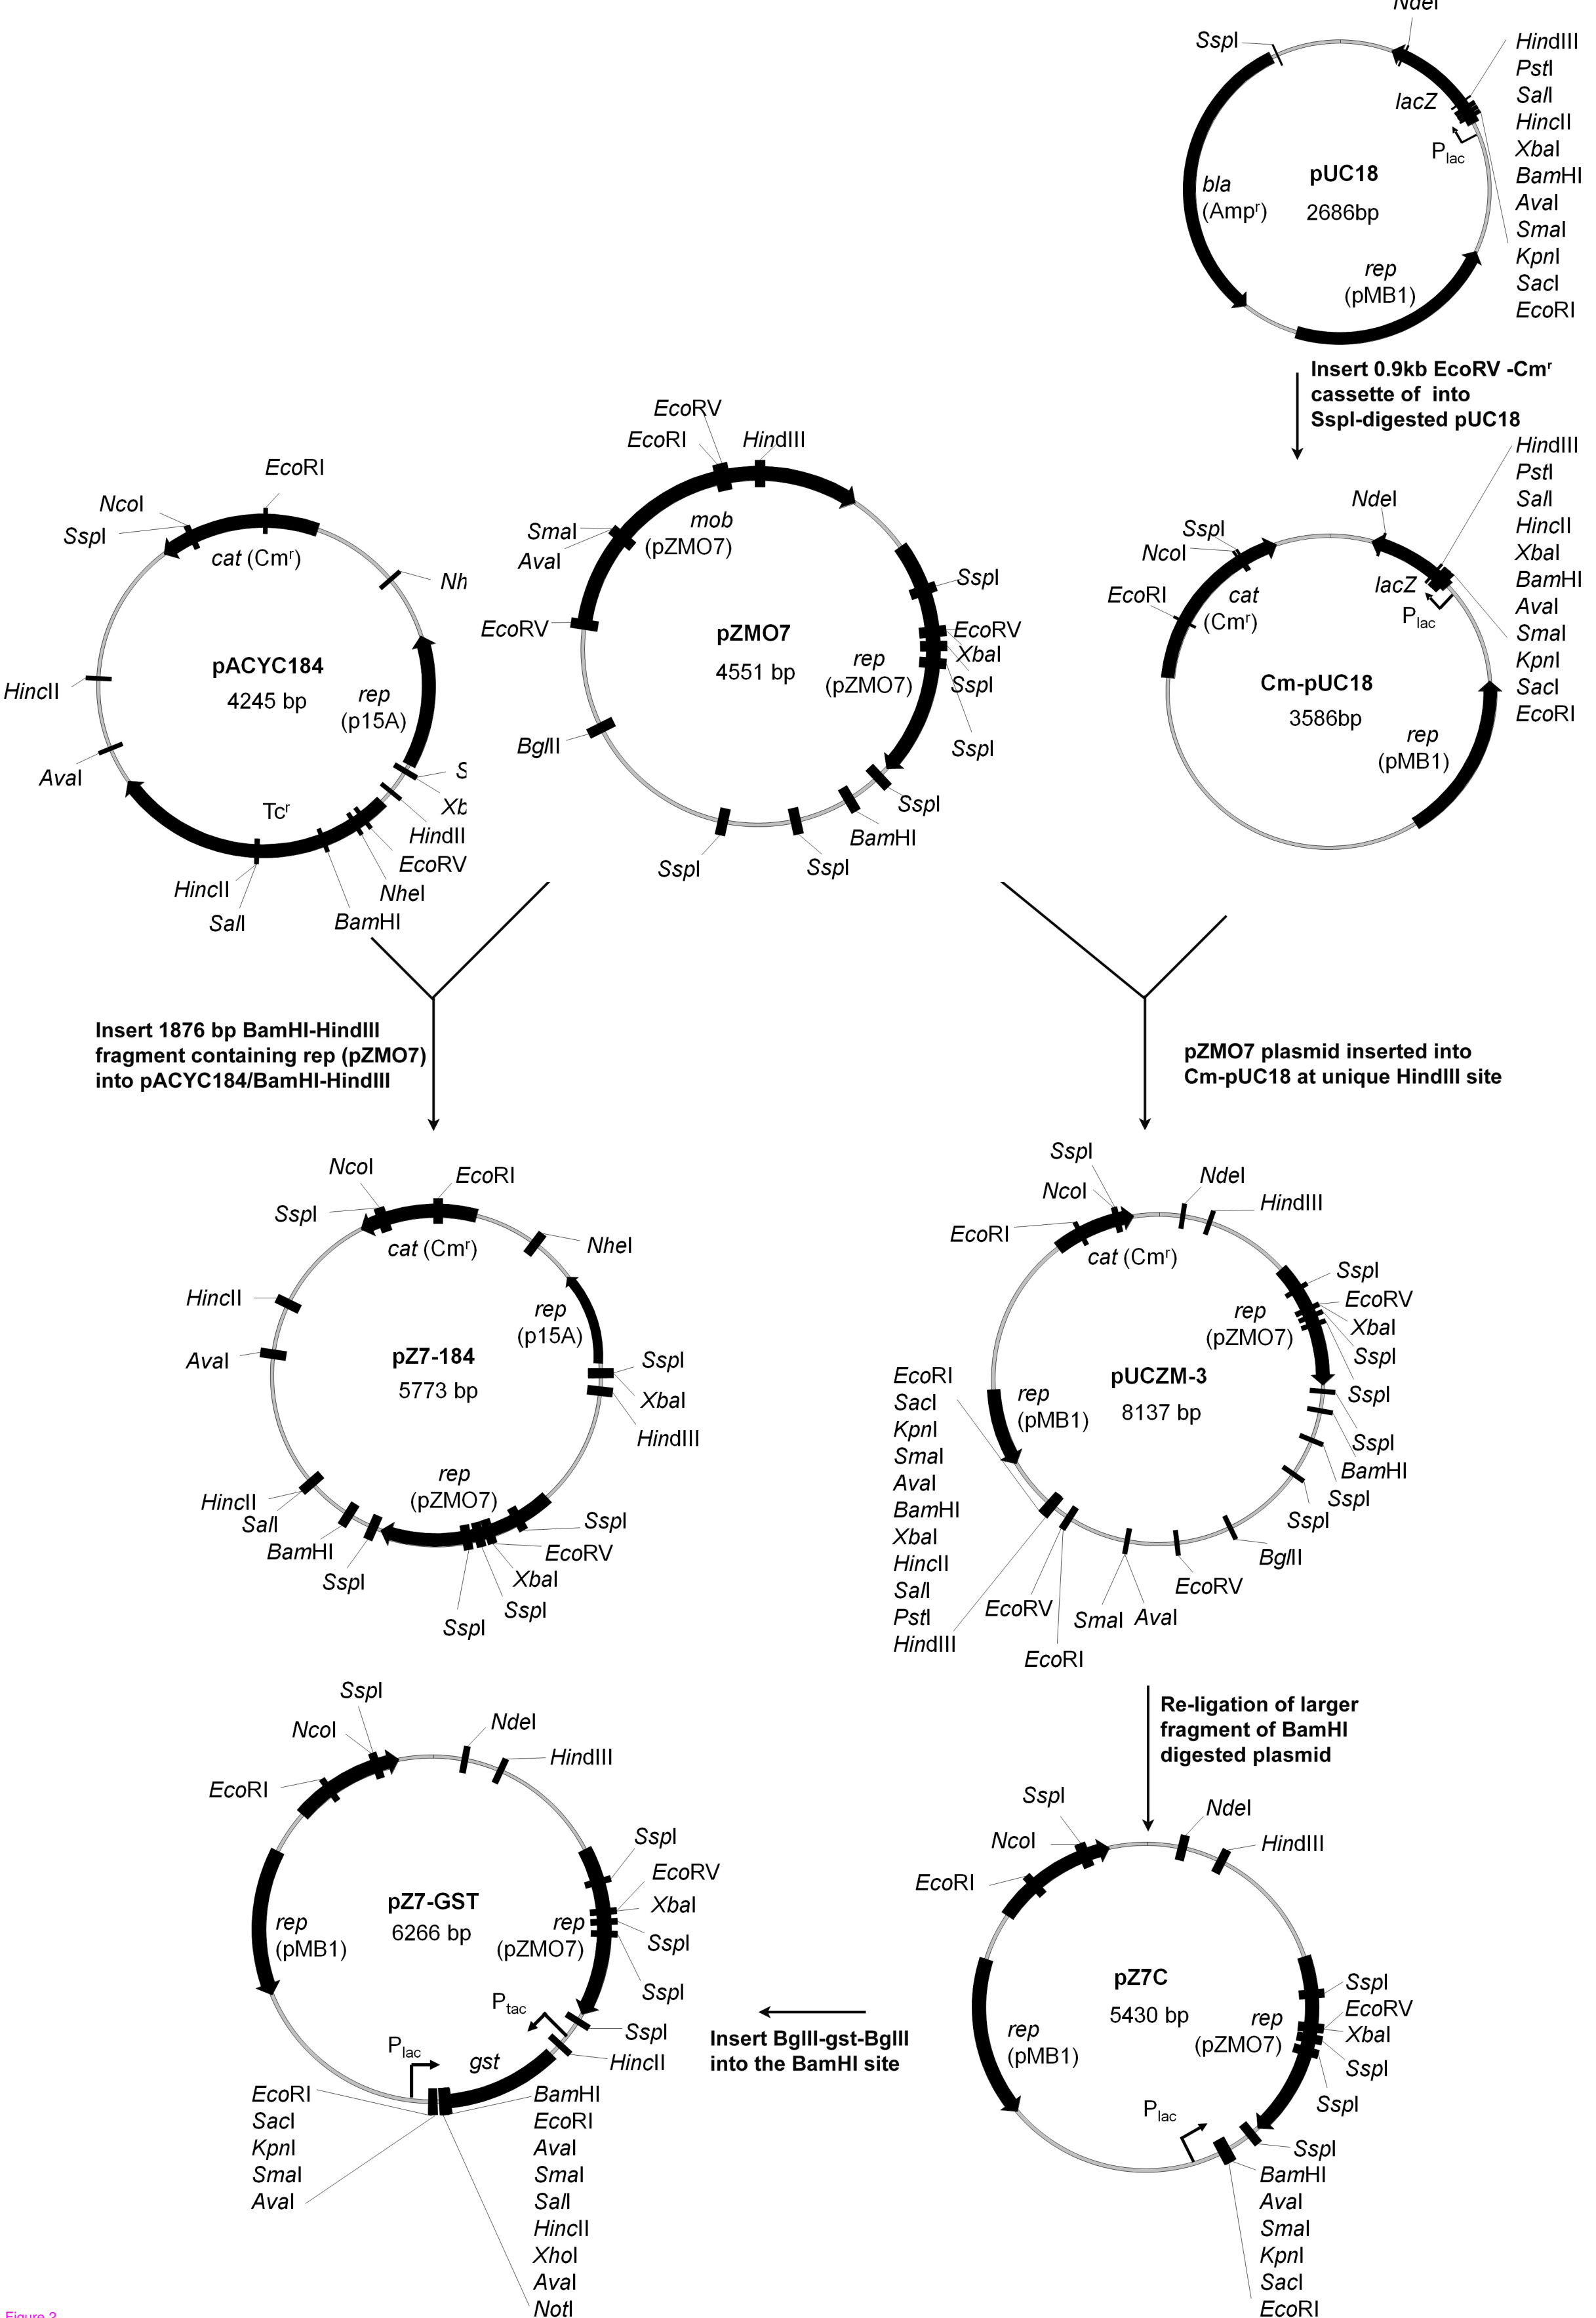 NdeI
SspI
HindIII
PstI
SalI
HincII
XbaI
BamHI
AvaI
SmaI
KpnI
SacI
EcoRI
lacZ
Plac
bla
(Ampr)
pUC18
2686bp
rep
(pMB1)
Insert 0.9kb EcoRV -Cmr
cassette of into
SspI-digested pUC18
EcoRI
NcoI
SspI
cat (Cmr)
Nh
HincII
pACYC184
4245 bp
rep
(p15A)
AvaI
Tcr
S
Xb
HindII
EcoRV
NheI
BamHI
HincII
SalI
EcoRV
EcoRI
HindIII
SmaI
AvaI
mob
(pZMO7)
SspI
EcoRV
EcoRV
XbaI
SspI
pZMO7
4551 bp
rep
(pZMO7)
BglII
SspI
SspI
BamHI
SspI
SspI
HindIII
PstI
SalI
HincII
XbaI
BamHI
AvaI
SmaI
KpnI
SacI
EcoRI
NdeI
SspI
NcoI
EcoRI
cat
(Cmr)
lacZ
Plac
Cm-pUC18
3586bp
rep
(pMB1)
Insert 1876 bp BamHI-HindIII
fragment containing rep (pZMO7)
into pACYC184/BamHI-HindIII
pZMO7 plasmid inserted into
Cm-pUC18 at unique HindIII site
NcoI
EcoRI
SspI
cat (Cmr)
NheI
HincII
rep
(p15A)
AvaI
pZ7-184
5773 bp
SspI
XbaI
HindIII
rep
(pZMO7)
HincII
SalI
BamHI
SspI
SspI
EcoRV
XbaI
SspI
SspI
SspI
NcoI
NdeI
HindIII
EcoRI
cat (Cmr)
SspI
EcoRV
XbaI
SspI
rep
(pZMO7)
pUCZM-3
8137 bp
rep
(pMB1)
SspI
SspI
BamHI
SspI
SspI
BglII
EcoRV
AvaI
SmaI
EcoRI
EcoRV
EcoRI
SacI
KpnI
SmaI
AvaI
BamHI
XbaI
HincII
SalI
PstI
HindIII
Re-ligation of larger
fragment of BamHI
digested plasmid
SspI
NcoI
NdeI
HindIII
EcoRI
SspI
EcoRV
XbaI
SspI
SspI
pZ7-GST
6266 bp
rep
(pMB1)
rep
(pZMO7)
Ptac
SspI
HincII
Plac
gst
EcoRI
SacI
KpnI
SmaI
AvaI
BamHI
EcoRI
AvaI
SmaI
SalI
HincII
XhoI
AvaI
NotI
Insert BglII-gst-BglII
into the BamHI site
SspI
NcoI
NdeI
HindIII
EcoRI
pZ7C
5430 bp
rep
(pMB1)
rep
(pZMO7)
SspI
EcoRV
XbaI
SspI
SspI
Plac
SspI
BamHI
AvaI
SmaI
KpnI
SacI
EcoRI
Figure 2